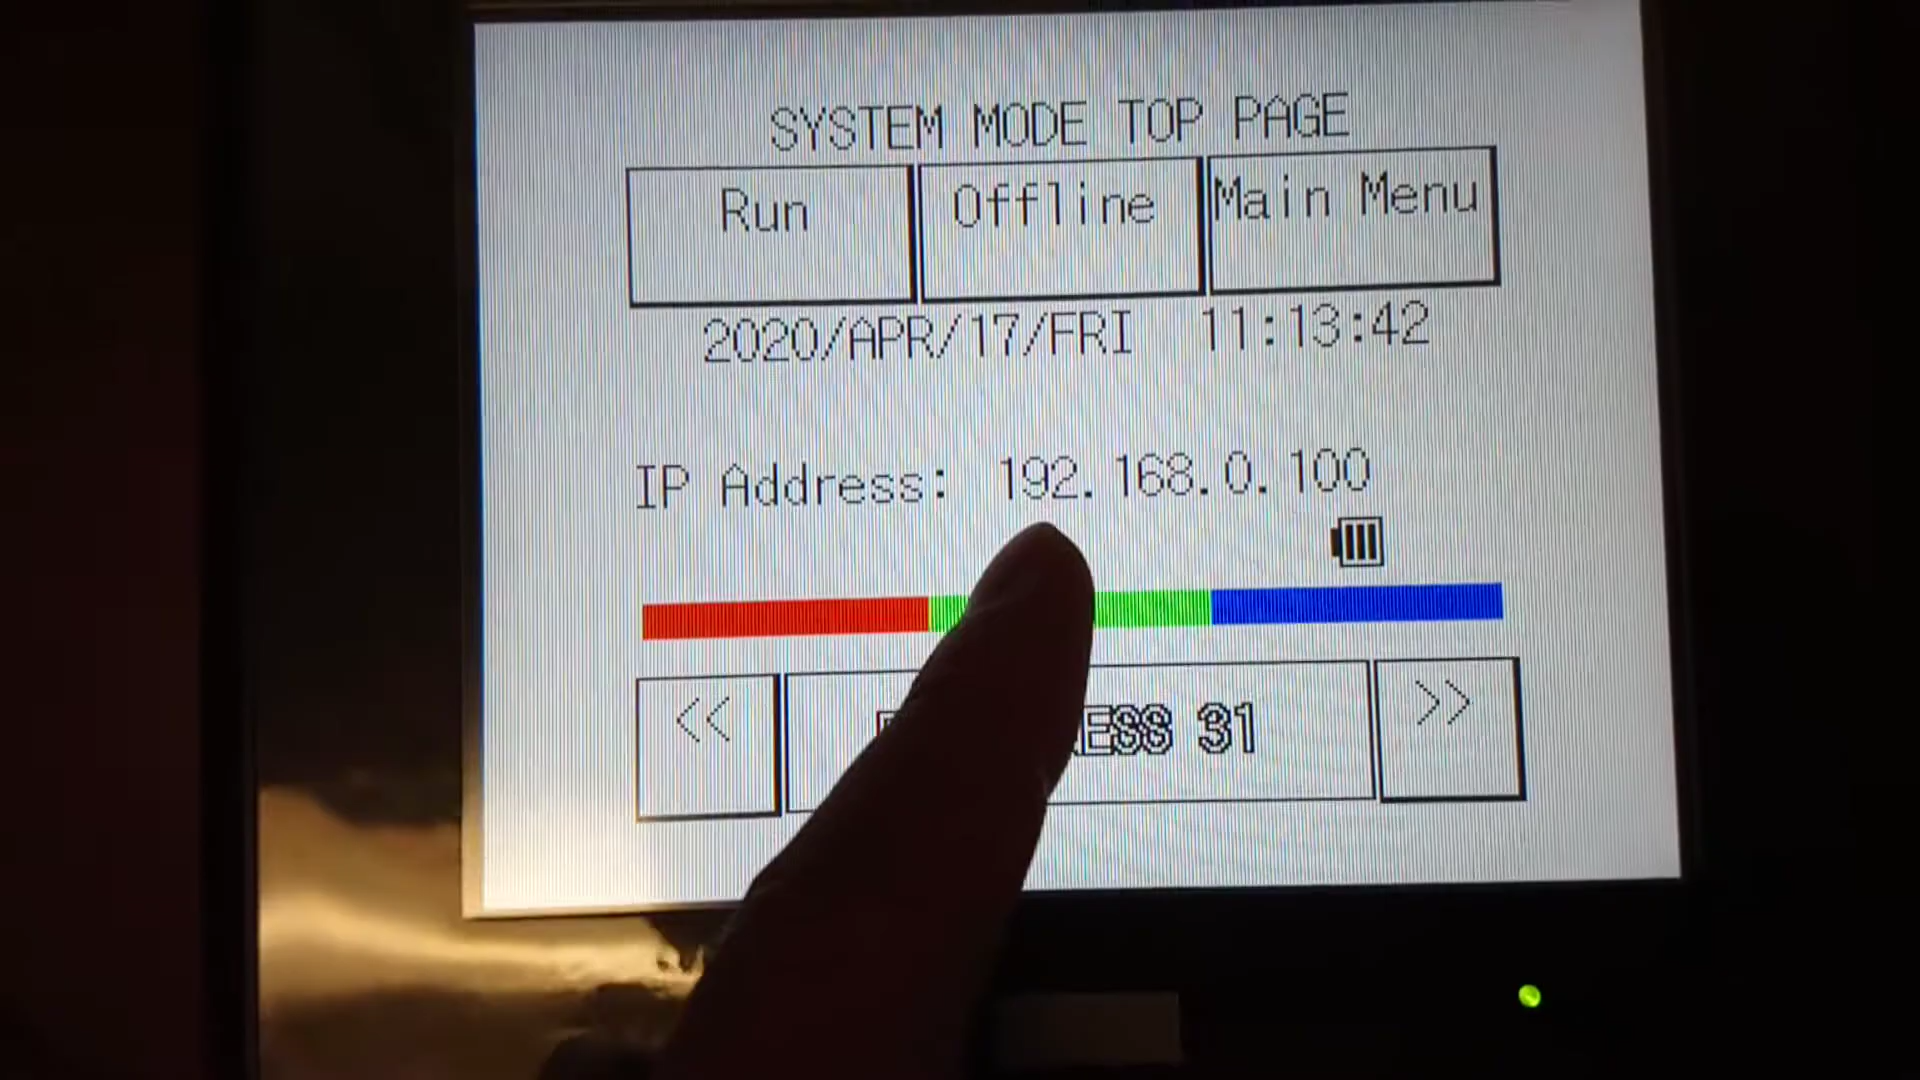 SYSTEM MODE TOP PAGE
Run Offline Main Menu
2020/APR/17/FRI 11:13:42
IP Address: 192.168.0.100
<< 31 >>